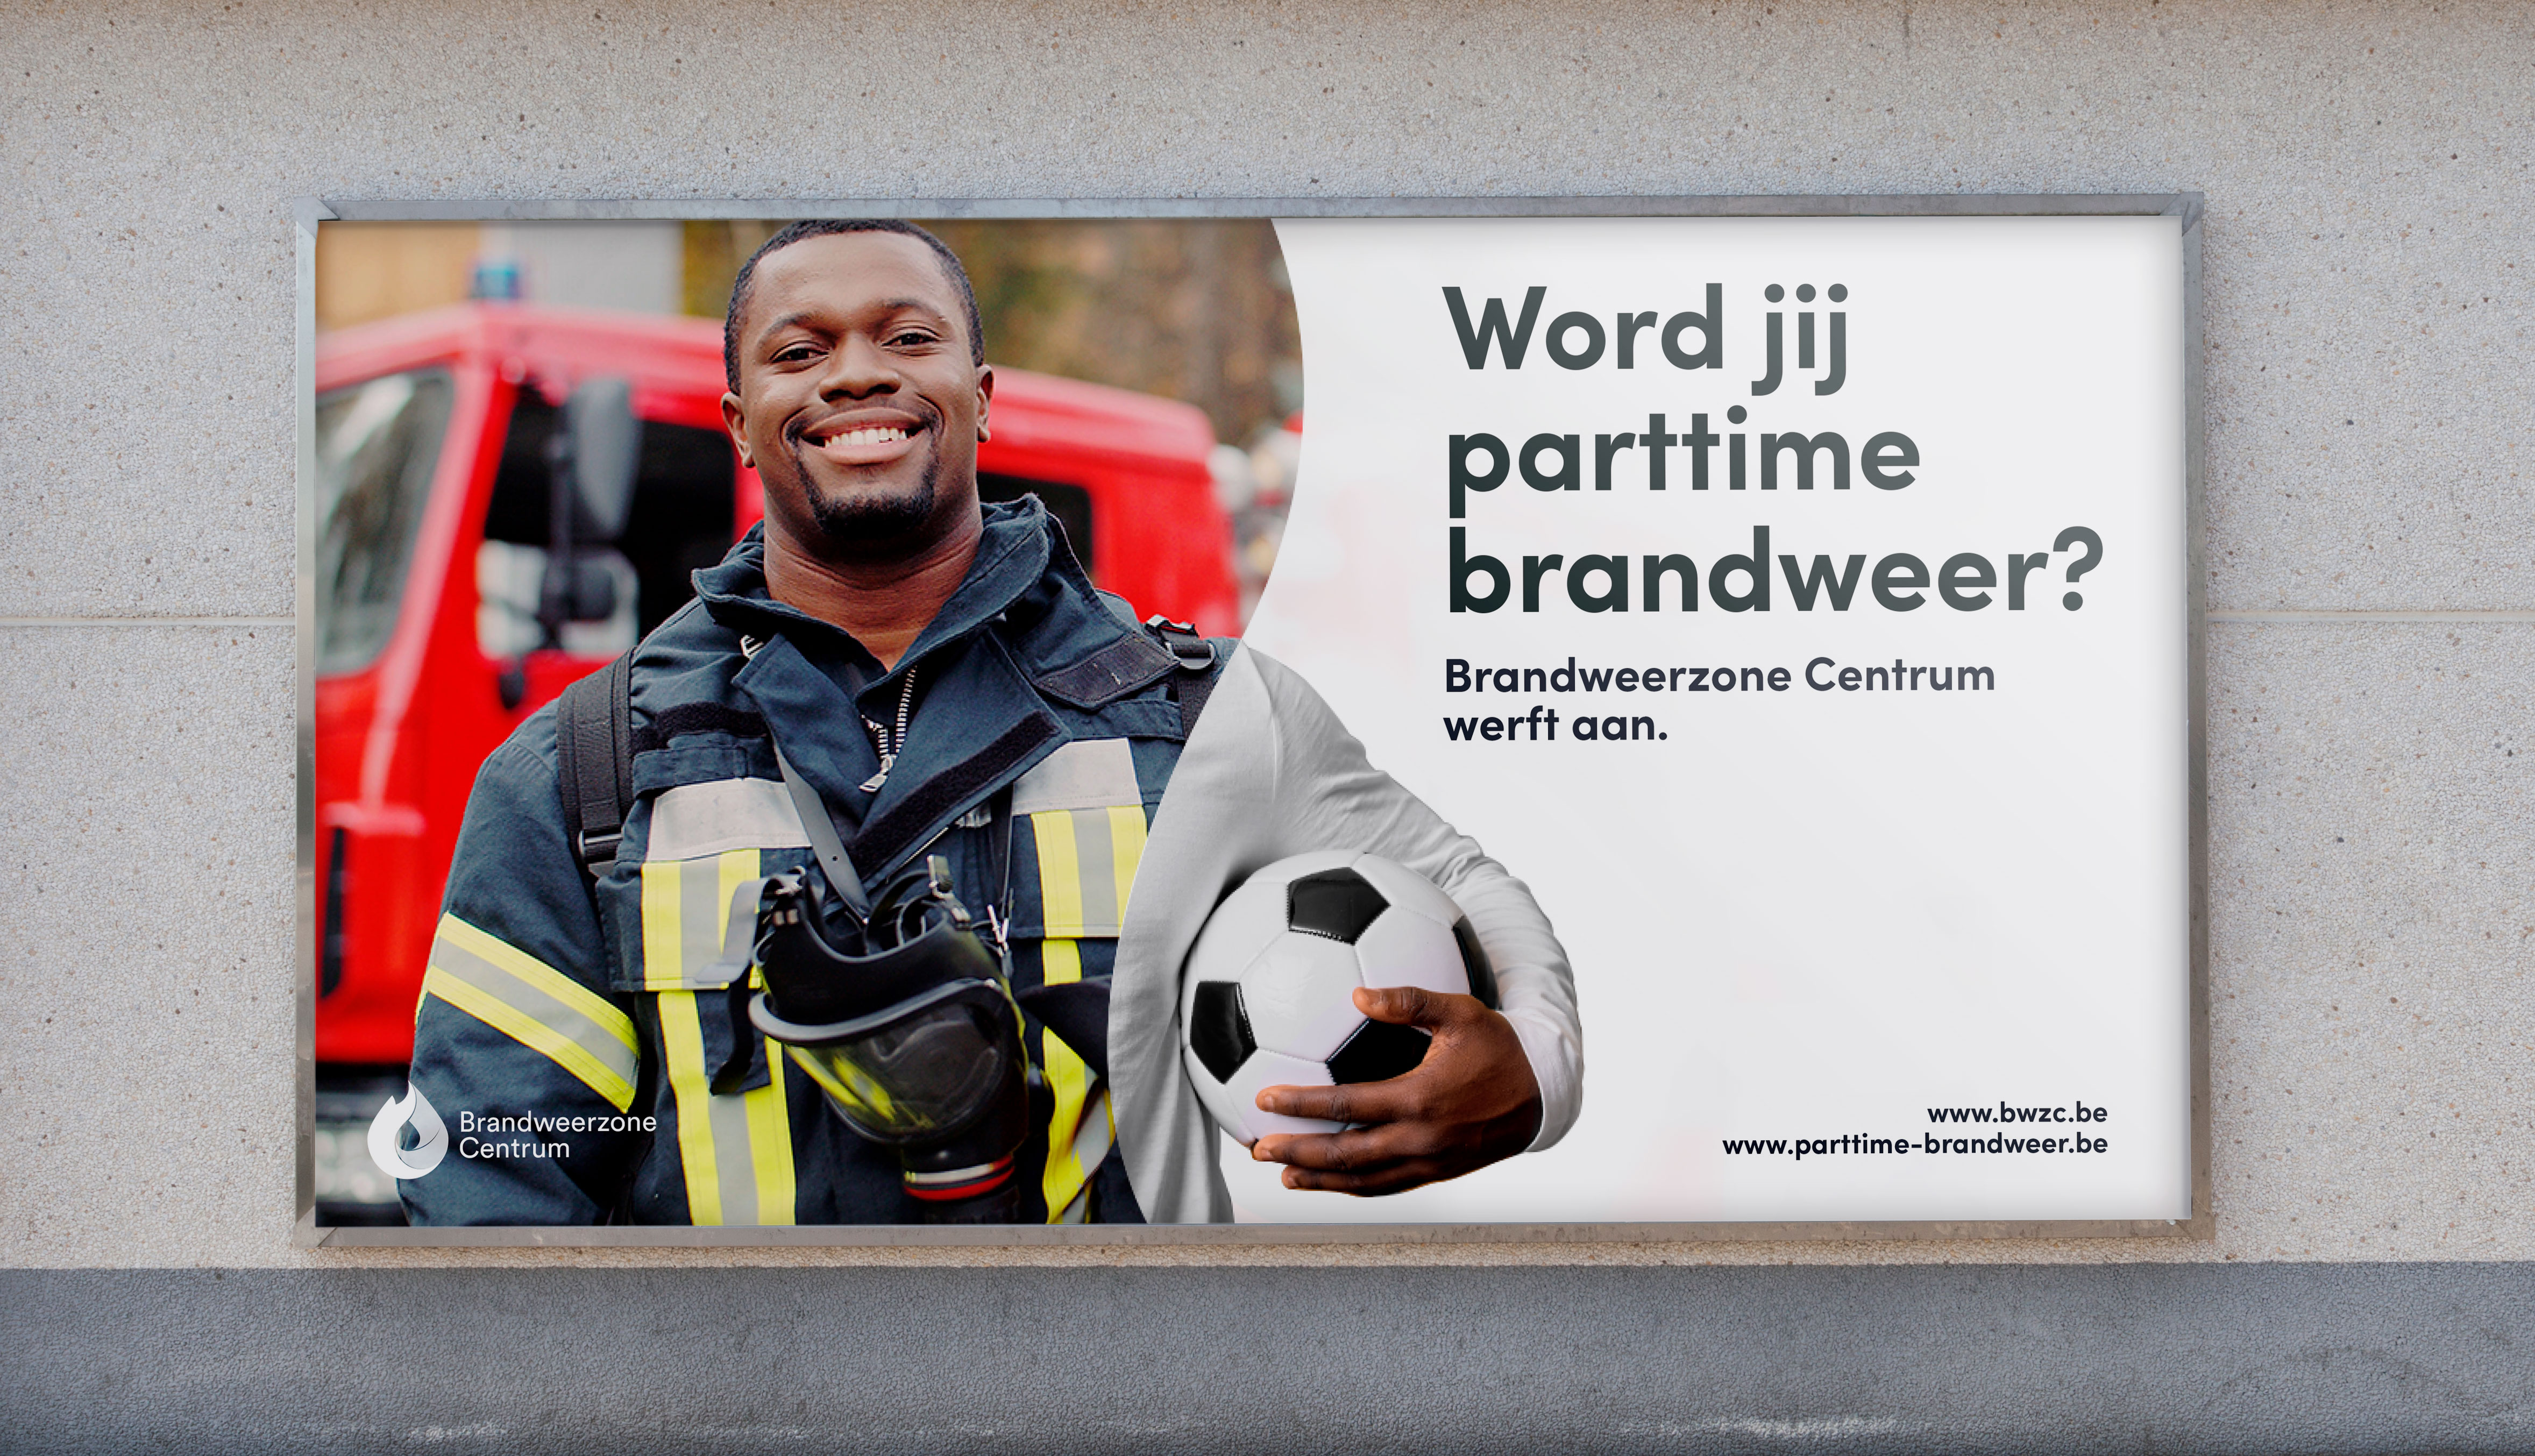 Word jij
parttime
brandweer?
Brandweerzone Centrum
werft aan.
Brandweerzone
Centrum
www.bwzc.be
www.parttime-brandweer.be